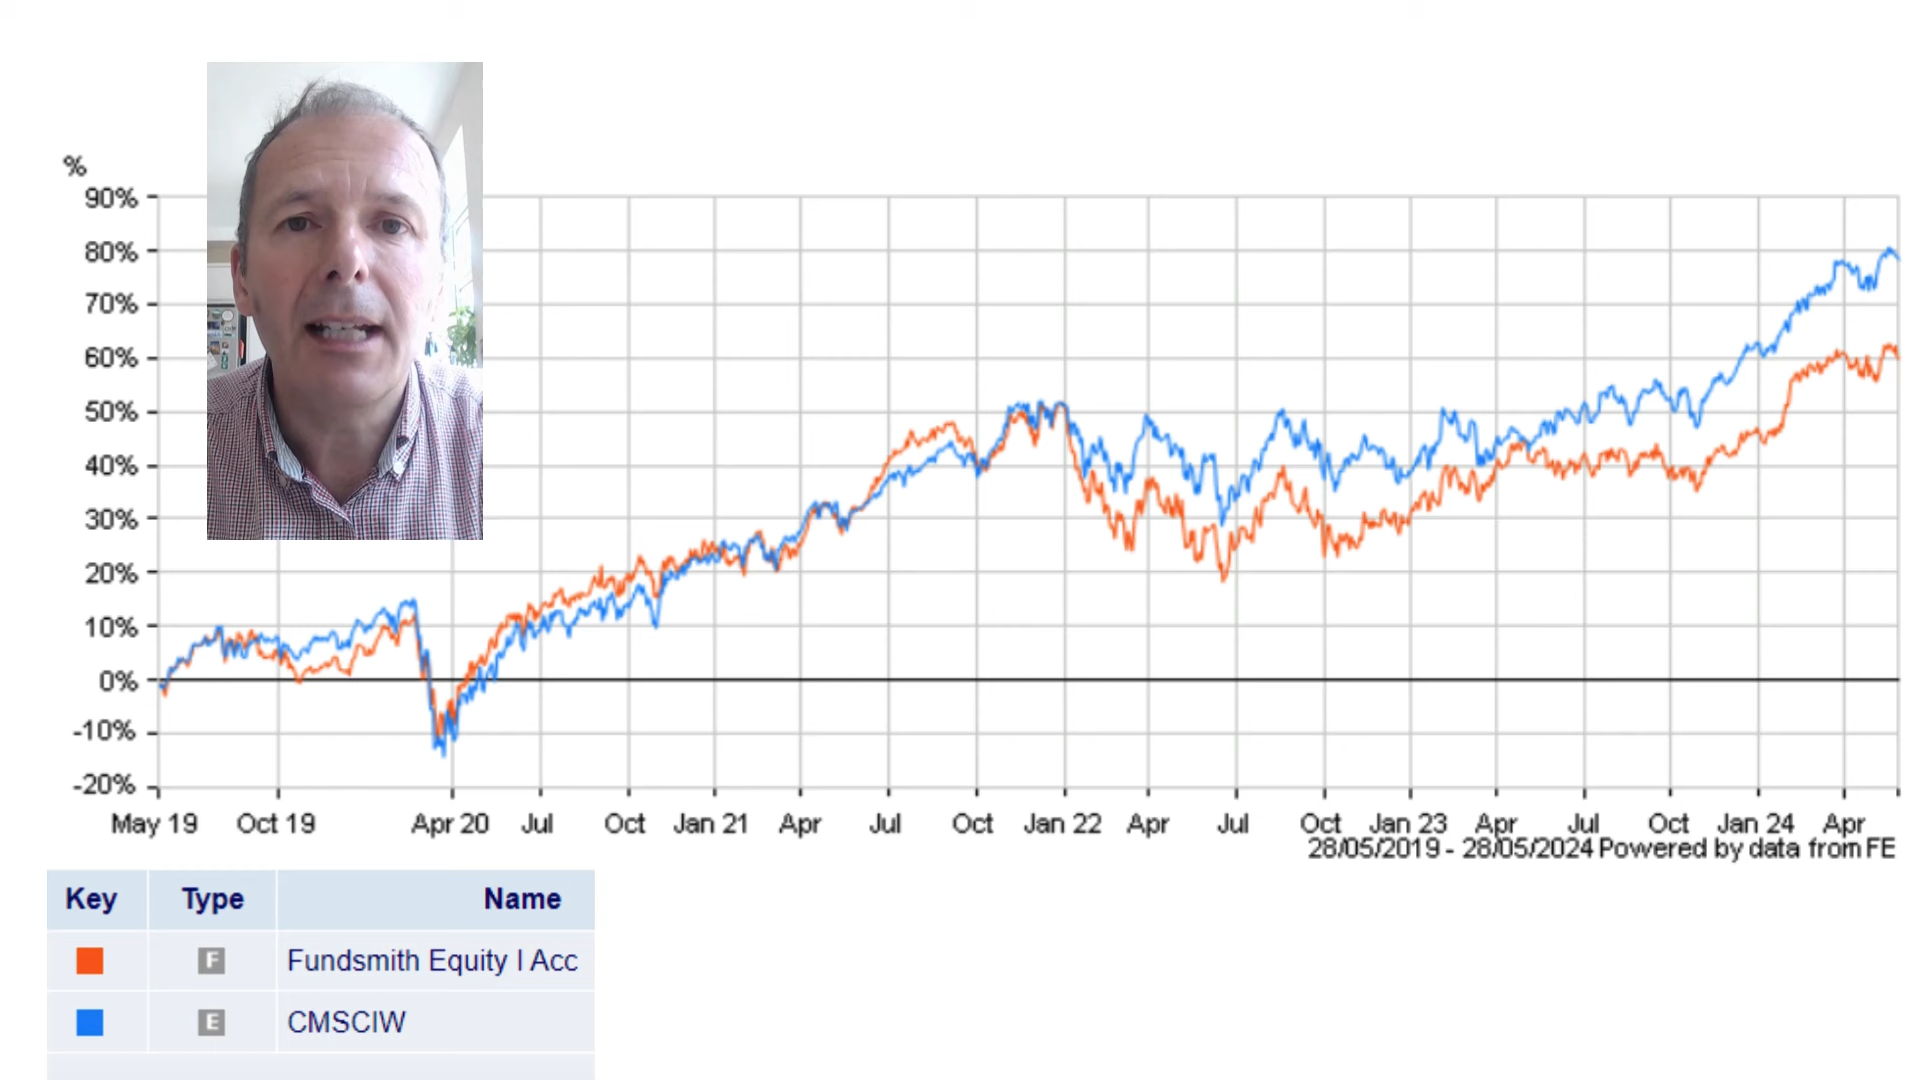 %
90%
80%
70%
60%
50%
40%
30%
20%
10%
0%
-10%
-20%
May 19 Oct 19 Apr 20 Jul Oct Jan 21 Apr Jul Oct Jan 22 Apr Jul Oct Jan 23 Apr Jul Oct Jan 24 Apr
28/05/2019 - 28/05/2024 Powered by data from FE
Key Type Name
F Fundsmith Equity I Acc
E CMSCIW